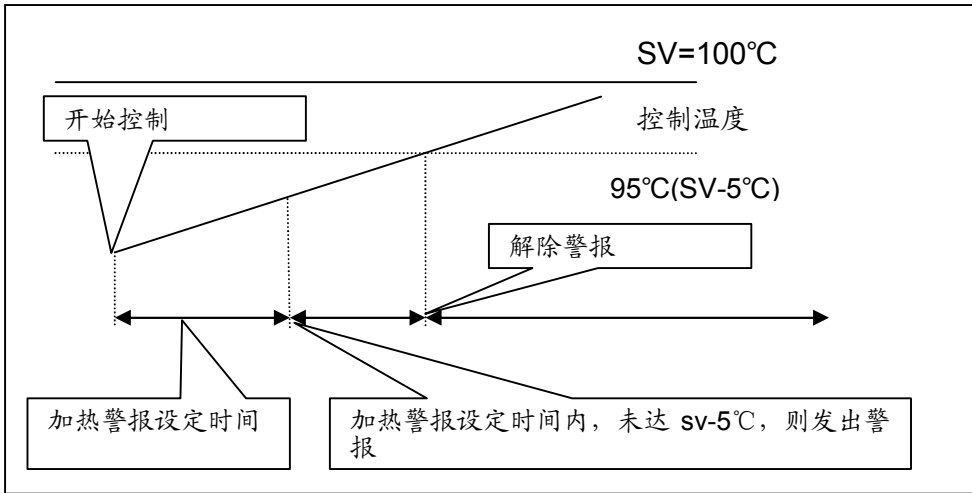 SV=100℃
开始控制
控制温度
95℃(SV-5℃)
解除警报
加热警报设定时间
加热警报设定时间内，未达 sv-5℃，则发出警
报